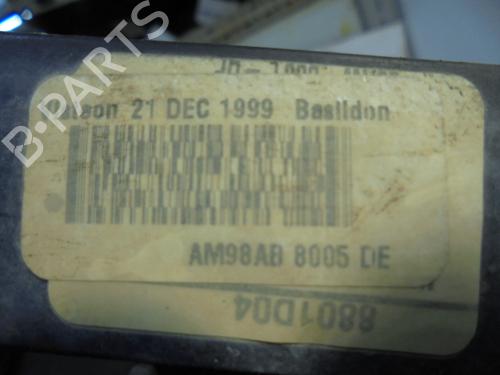 21 DEC 1999 Basildon
AM98AB 8005 DE
8801D04
B-PARTS